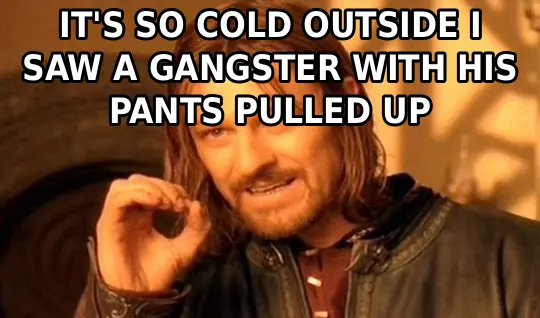 IT'S SO COLD OUTSIDE I
SAW A GANGSTER WITH HIS
PANTS PULLED UP